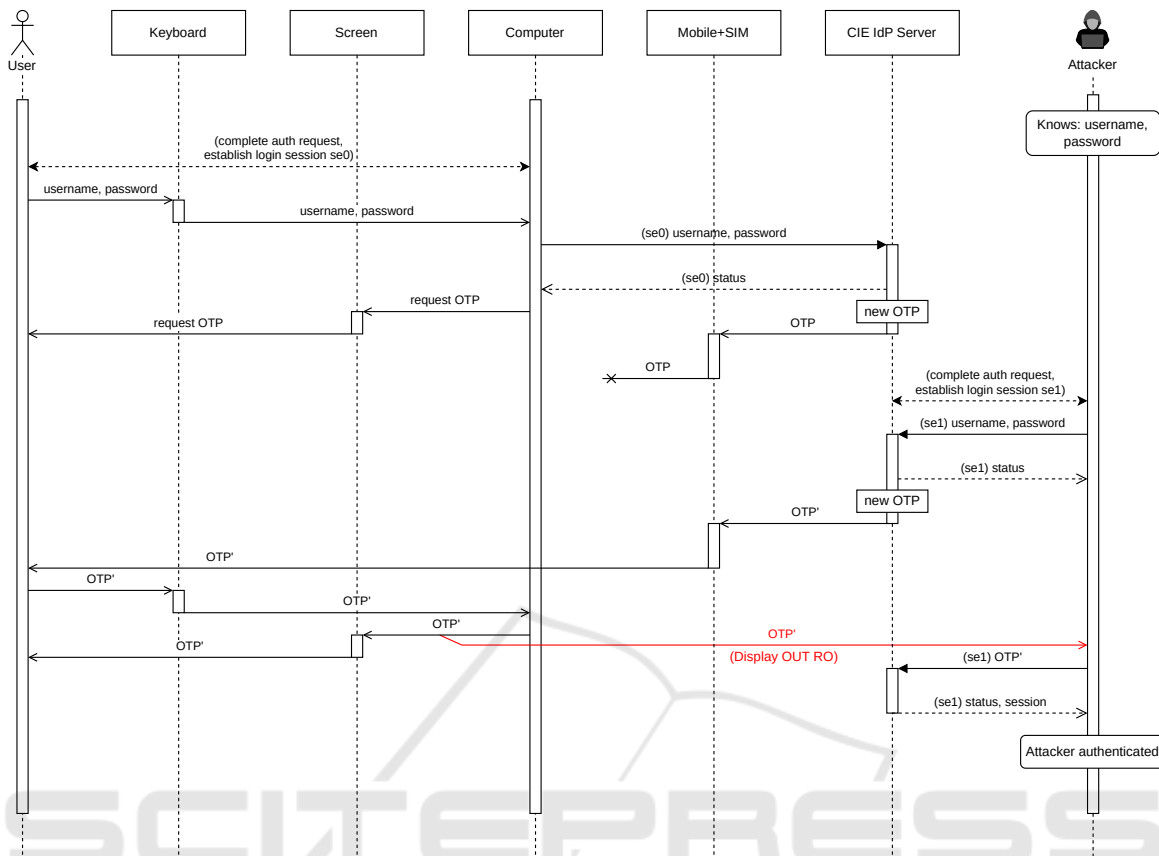 User
Keyboard
Screen
Computer
Mobile+SIM
CIE IdP Server
Attacker
Knows: username,
password
(complete auth request,
establish login session se0)
username, password
username, password
(se0) username, password
(se0) status
request OTP
new OTP
request OTP
OTP
OTP
(complete auth request,
establish login session se1)
(se1) username, password
(se1) status
new OTP
OTP'
OTP'
OTP'
OTP'
OTP'
OTP'
OTP'
(Display OUT RO)
(se1) OTP'
(se1) status, session
Attacker authenticated
SCITEPRESS